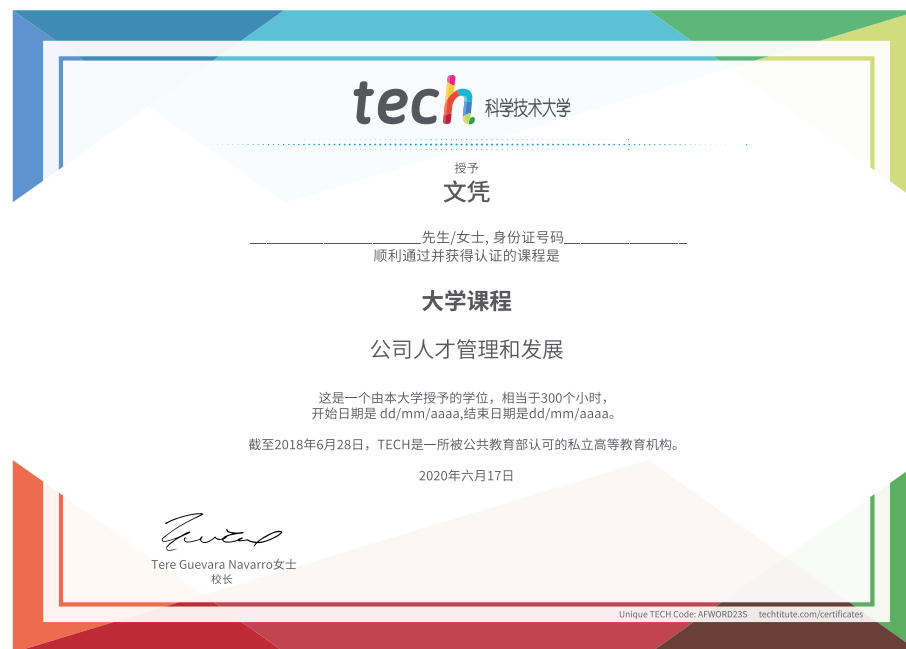 tech 科学技术大学
授予
文凭
________________________先生/女士, 身份证号码_________________
顺利通过并获得认证的课程是
大学课程
公司人才管理和发展
这是一个由本大学授予的学位，相当于300个小时，
开始日期是 dd/mm/aaaa,结束日期是dd/mm/aaaa。
截至2018年6月28日，TECH是一所被公共教育部认可的私立高等教育机构。
2020年六月17日
Tere Guevara Navarro女士
校长
Unique TECH Code: AFWORD23S techtitute.com/certificates